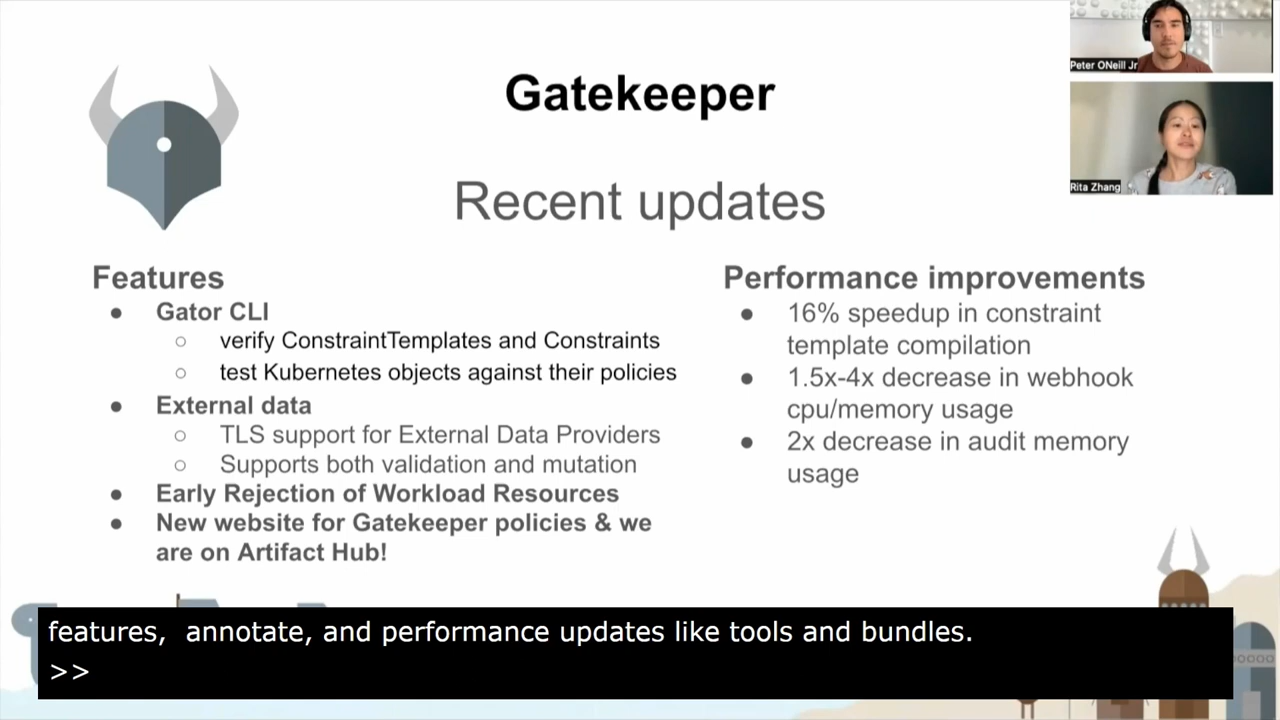 Gatekeeper
Recent updates
Peter ONeill Jr
Rita Zhang
Features
● Gator CLI
○ verify ConstraintTemplates and Constraints
○ test Kubernetes objects against their policies
● External data
○ TLS support for External Data Providers
○ Supports both validation and mutation
● Early Rejection of Workload Resources
● New website for Gatekeeper policies & we
are on Artifact Hub!
Performance improvements
● 16% speedup in constraint
template compilation
● 1.5x-4x decrease in webhook
cpu/memory usage
● 2x decrease in audit memory
usage
features,  annotate, and performance updates like tools and bundles.
>>